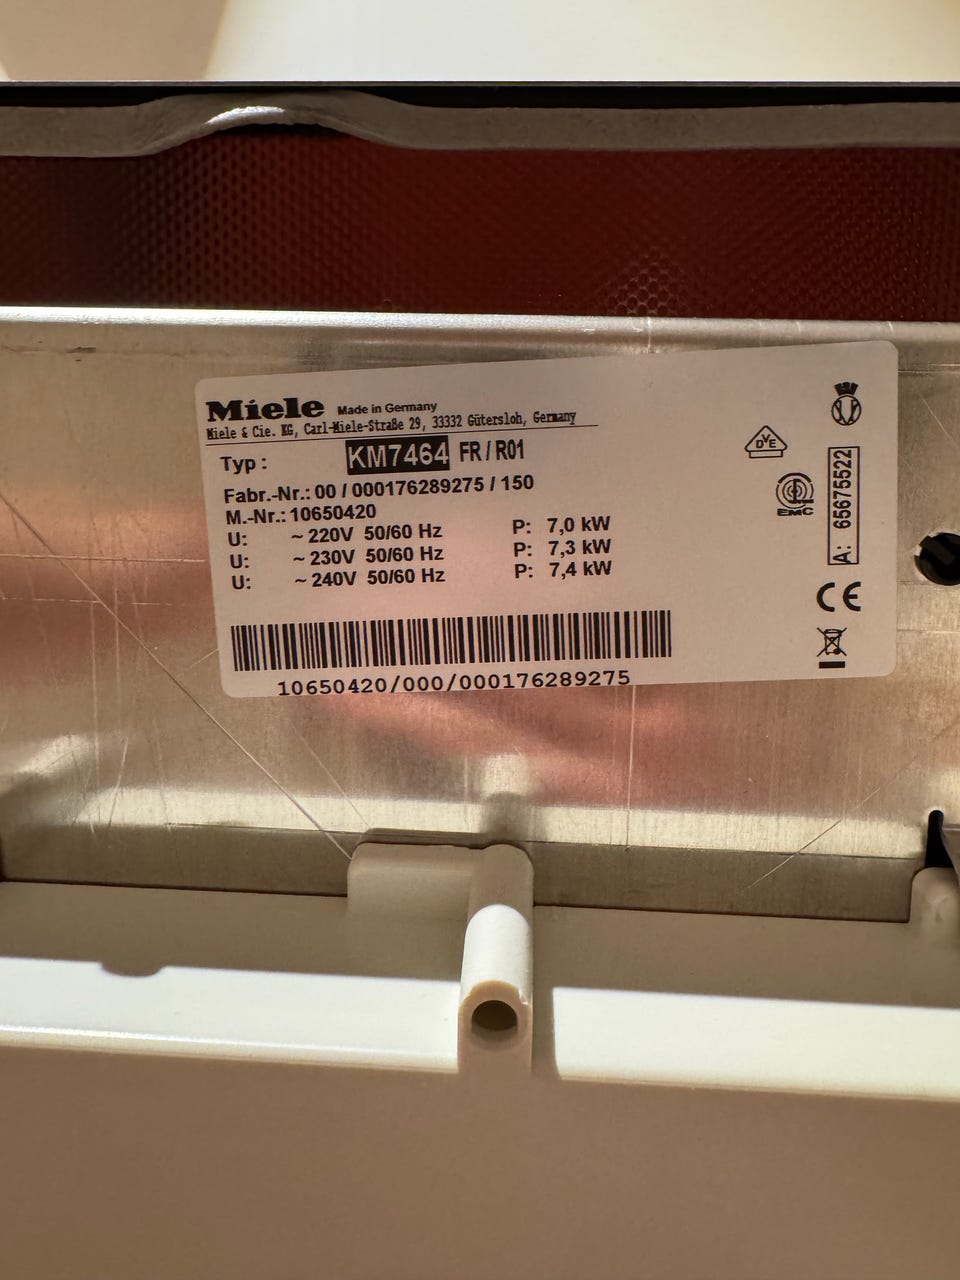 Miele Made in Germany
Miele & Cie. KG, Carl-Miele-Straße 29, 33332 Gütersloh, Germany
Typ : KM7464 FR / R01
Fabr.-Nr.: 00 / 000176289275 / 150
M.-Nr.: 10650420
U: ~ 220V 50/60 Hz P: 7,0 kW
U: ~ 230V 50/60 Hz P: 7,3 kW
U: ~ 240V 50/60 Hz P: 7,4 kW
10650420/000/000176289275
DVE
EMC
A: 65675522
CE